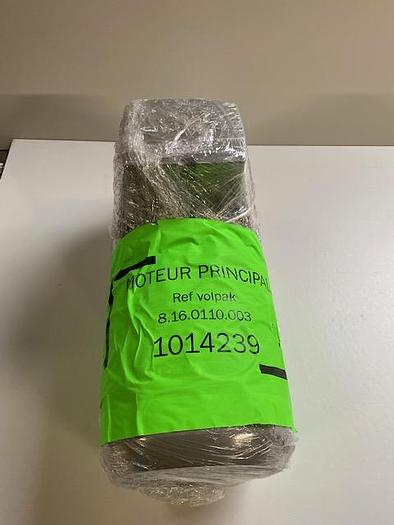 MOTEUR PRINCIPAL
Ref volpak
8.16.0110.003
1014239